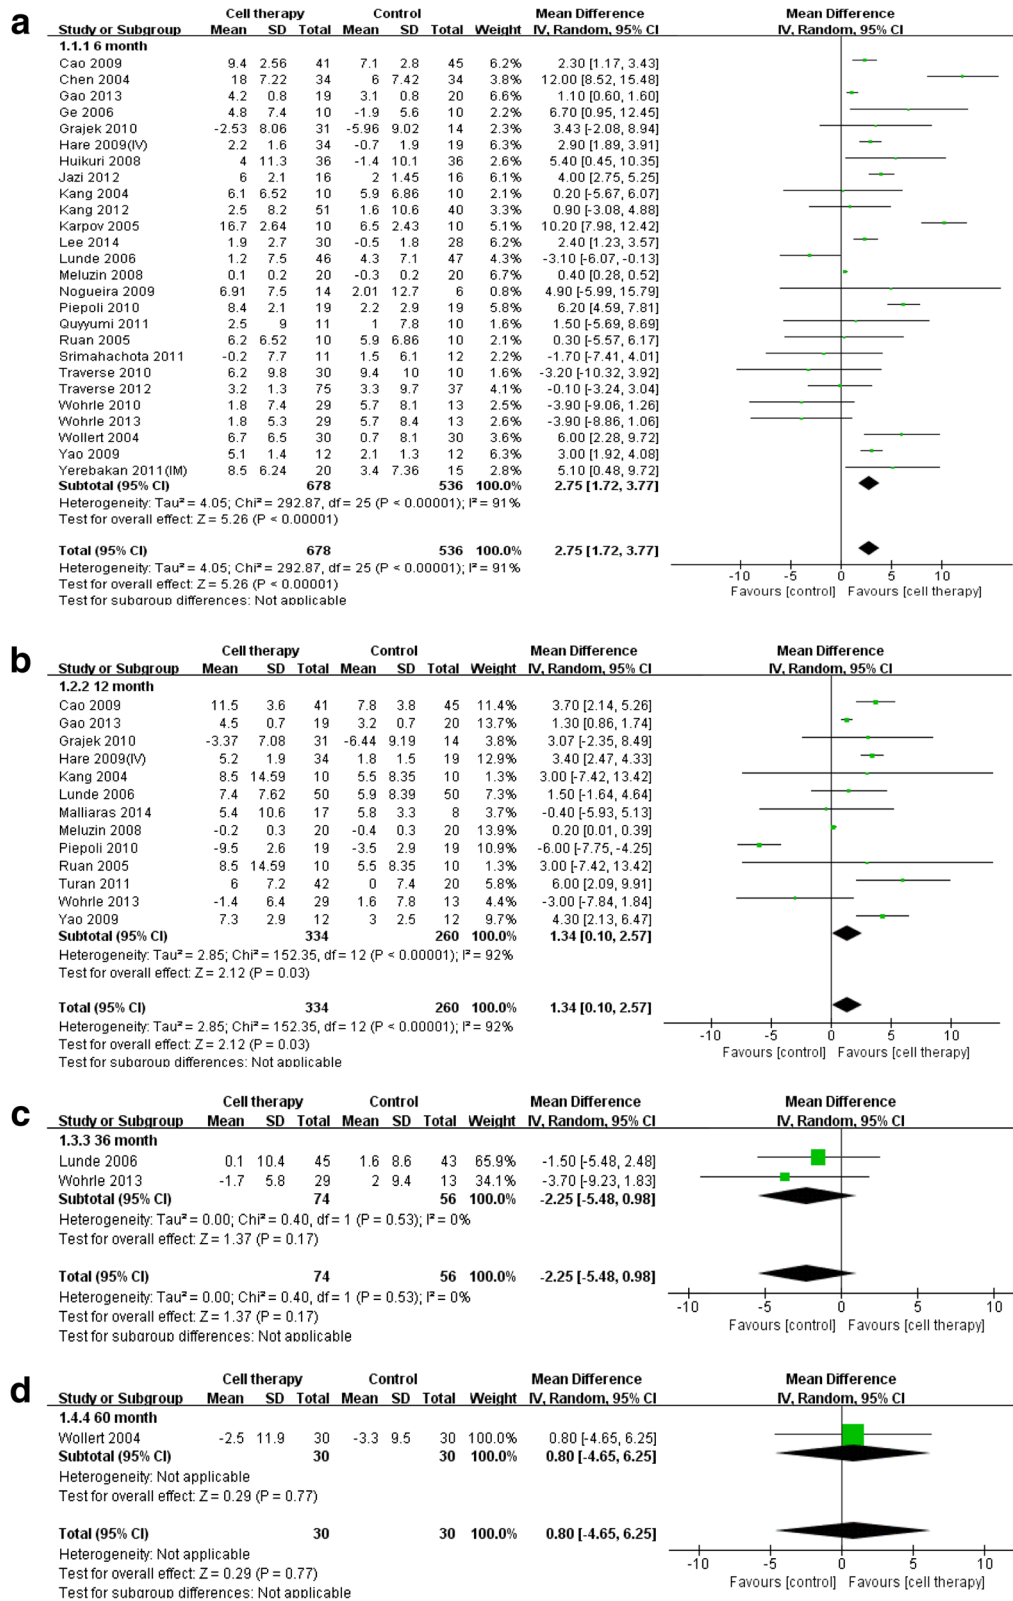 a
Cell therapy Control Mean Difference Mean Difference
Study or Subgroup Mean SD Total Mean SD Total Weight IV, Random, 95% CI IV, Random, 95% CI
1.1.1 6 month
Cao 2009 9.4 2.56 41 7.1 2.8 45 6.2% 2.30 [1.17, 3.43]
Chen 2004 18 7.22 34 6 7.42 34 3.8% 12.00 [8.52, 15.48]
Gao 2013 4.2 0.8 19 3.1 0.8 20 6.6% 1.10 [0.60, 1.60]
Ge 2006 4.8 7.4 10 -1.9 5.6 10 2.2% 6.70 [0.95, 12.45]
Grajek 2010 -2.53 8.06 31 -5.96 9.02 14 2.3% 3.43 [-2.08, 8.94]
Hare 2009(IV) 2.2 1.6 34 -0.7 1.9 19 6.3% 2.90 [1.89, 3.91]
Huikuri 2008 4 11.3 36 -1.4 10.1 36 2.6% 5.40 [0.45, 10.35]
Jazi 2012 6 2.1 16 2 1.45 16 6.1% 4.00 [2.75, 5.25]
Kang 2004 6.1 6.52 10 5.9 6.86 10 2.1% 0.20 [-5.67, 6.07]
Kang 2012 2.5 8.2 51 1.6 10.6 40 3.3% 0.90 [-3.08, 4.88]
Karpov 2005 16.7 2.64 10 6.5 2.43 10 5.1% 10.20 [7.98, 12.42]
Lee 2014 1.9 2.7 30 -0.5 1.8 28 6.2% 2.40 [1.23, 3.57]
Lunde 2006 1.2 7.5 46 4.3 7.1 47 4.3% -3.10 [-6.07, -0.13]
Meluzin 2008 0.1 0.2 20 -0.3 0.2 20 6.7% 0.40 [0.28, 0.52]
Nogueira 2009 6.91 7.5 14 2.01 12.7 6 0.8% 4.90 [-5.99, 15.79]
Piepoli 2010 8.4 2.1 19 2.2 2.9 19 5.8% 6.20 [4.59, 7.81]
Quyyumi 2011 2.5 9 11 1 7.8 10 1.6% 1.50 [-5.69, 8.69]
Ruan 2005 6.2 6.52 10 5.9 6.86 10 2.1% 0.30 [-5.57, 6.17]
Srimahachota 2011 -0.2 7.7 11 1.5 6.1 12 2.2% -1.70 [-7.41, 4.01]
Traverse 2010 6.2 9.8 30 9.4 10 10 1.6% -3.20 [-10.32, 3.92]
Traverse 2012 3.2 1.3 75 3.3 9.7 37 4.1% -0.10 [-3.24, 3.04]
Wohrle 2010 1.8 7.4 29 5.7 8.1 13 2.5% -3.90 [-9.06, 1.26]
Wohrle 2013 1.8 5.3 29 5.7 8.4 13 2.6% -3.90 [-8.86, 1.06]
Wollert 2004 6.7 6.5 30 0.7 8.1 30 3.6% 6.00 [2.28, 9.72]
Yao 2009 5.1 1.4 12 2.1 1.3 12 6.3% 3.00 [1.92, 4.08]
Yerebakan 2011(IM) 8.5 6.24 20 3.4 7.36 15 2.8% 5.10 [0.48, 9.72]
Subtotal (95% CI) 678 536 100.0% 2.75 [1.72, 3.77]
Heterogeneity: Tau² = 4.05; Chi² = 292.87, df = 25 (P < 0.00001); I² = 91%
Test for overall effect: Z = 5.26 (P < 0.00001)
Total (95% CI) 678 536 100.0% 2.75 [1.72, 3.77]
Heterogeneity: Tau² = 4.05; Chi² = 292.87, df = 25 (P < 0.00001); I² = 91%
Test for overall effect: Z = 5.26 (P < 0.00001)
Test for subgroup differences: Not applicable
-10 -5 0 5 10
Favours [control] Favours [cell therapy]
b
Cell therapy Control Mean Difference Mean Difference
Study or Subgroup Mean SD Total Mean SD Total Weight IV, Random, 95% CI IV, Random, 95% CI
1.2.2 12 month
Cao 2009 11.5 3.6 41 7.8 3.8 45 11.4% 3.70 [2.14, 5.26]
Gao 2013 4.5 0.7 19 3.2 0.7 20 13.7% 1.30 [0.86, 1.74]
Grajek 2010 -3.37 7.08 31 -6.44 9.19 14 3.8% 3.07 [-2.35, 8.49]
Hare 2009(IV) 5.2 1.9 34 1.8 1.5 19 12.9% 3.40 [2.47, 4.33]
Kang 2004 8.5 14.59 10 5.5 8.35 10 1.3% 3.00 [-7.42, 13.42]
Lunde 2006 7.4 7.62 50 5.9 8.39 50 7.3% 1.50 [-1.64, 4.64]
Malliaras 2014 5.4 10.6 17 5.8 3.3 8 3.7% -0.40 [-5.93, 5.13]
Meluzin 2008 -0.2 0.3 20 -0.4 0.3 20 13.9% 0.20 [0.01, 0.39]
Piepoli 2010 -9.5 2.6 19 -3.5 2.9 19 10.9% -6.00 [-7.75, -4.25]
Ruan 2005 8.5 14.59 10 5.5 8.35 10 1.3% 3.00 [-7.42, 13.42]
Turan 2011 6 7.2 42 0 7.4 20 5.8% 6.00 [2.09, 9.91]
Wohrle 2013 -1.4 6.4 29 1.6 7.8 13 4.4% -3.00 [-7.84, 1.84]
Yao 2009 7.3 2.9 12 3 2.5 12 9.7% 4.30 [2.13, 6.47]
Subtotal (95% CI) 334 260 100.0% 1.34 [0.10, 2.57]
Heterogeneity: Tau² = 2.85; Chi² = 152.35, df = 12 (P < 0.00001); I² = 92%
Test for overall effect: Z = 2.12 (P = 0.03)
Total (95% CI) 334 260 100.0% 1.34 [0.10, 2.57]
Heterogeneity: Tau² = 2.85; Chi² = 152.35, df = 12 (P < 0.00001); I² = 92%
Test for overall effect: Z = 2.12 (P = 0.03)
Test for subgroup differences: Not applicable
-10 -5 0 5 10
Favours [control] Favours [cell therapy]
c
Cell therapy Control Mean Difference Mean Difference
Study or Subgroup Mean SD Total Mean SD Total Weight IV, Random, 95% CI IV, Random, 95% CI
1.3.3 36 month
Lunde 2006 0.1 10.4 45 1.6 8.6 43 65.9% -1.50 [-5.48, 2.48]
Wohrle 2013 -1.7 5.8 29 2 9.4 13 34.1% -3.70 [-9.23, 1.83]
Subtotal (95% CI) 74 56 100.0% -2.25 [-5.48, 0.98]
Heterogeneity: Tau² = 0.00; Chi² = 0.40, df = 1 (P = 0.53); I² = 0%
Test for overall effect: Z = 1.37 (P = 0.17)
Total (95% CI) 74 56 100.0% -2.25 [-5.48, 0.98]
Heterogeneity: Tau² = 0.00; Chi² = 0.40, df = 1 (P = 0.53); I² = 0%
Test for overall effect: Z = 1.37 (P = 0.17)
Test for subgroup differences: Not applicable
-10 -5 0 5 10
Favours [control] Favours [cell therapy]
d
Cell therapy Control Mean Difference Mean Difference
Study or Subgroup Mean SD Total Mean SD Total Weight IV, Random, 95% CI IV, Random, 95% CI
1.4.4 60 month
Wollert 2004 -2.5 11.9 30 -3.3 9.5 30 100.0% 0.80 [-4.65, 6.25]
Subtotal (95% CI) 30 30 100.0% 0.80 [-4.65, 6.25]
Heterogeneity: Not applicable
Test for overall effect: Z = 0.29 (P = 0.77)
Total (95% CI) 30 30 100.0% 0.80 [-4.65, 6.25]
Heterogeneity: Not applicable
Test for overall effect: Z = 0.29 (P = 0.77)
Test for subgroup differences: Not applicable
-10 -5 0 5 10
Favours [control] Favours [cell therapy]